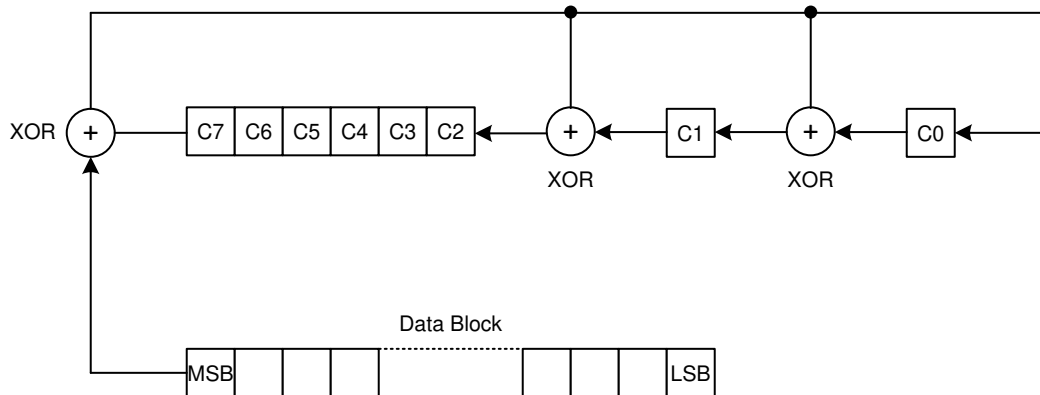 XOR + C7 C6 C5 C4 C3 C2 + C1 + C0
XOR XOR
Data Block
MSB LSB